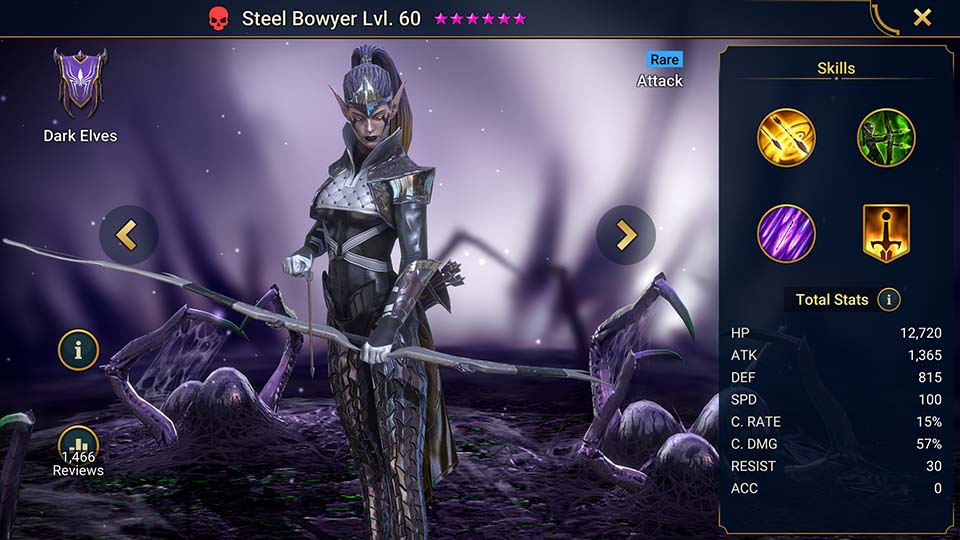 Steel Bowyer Lvl. 60
Dark Elves
Rare
Attack
i
1,466
Reviews
Skills
Total Stats i
HP 12,720
ATK 1,365
DEF 815
SPD 100
C. RATE 15%
C. DMG 57%
RESIST 30
ACC 0